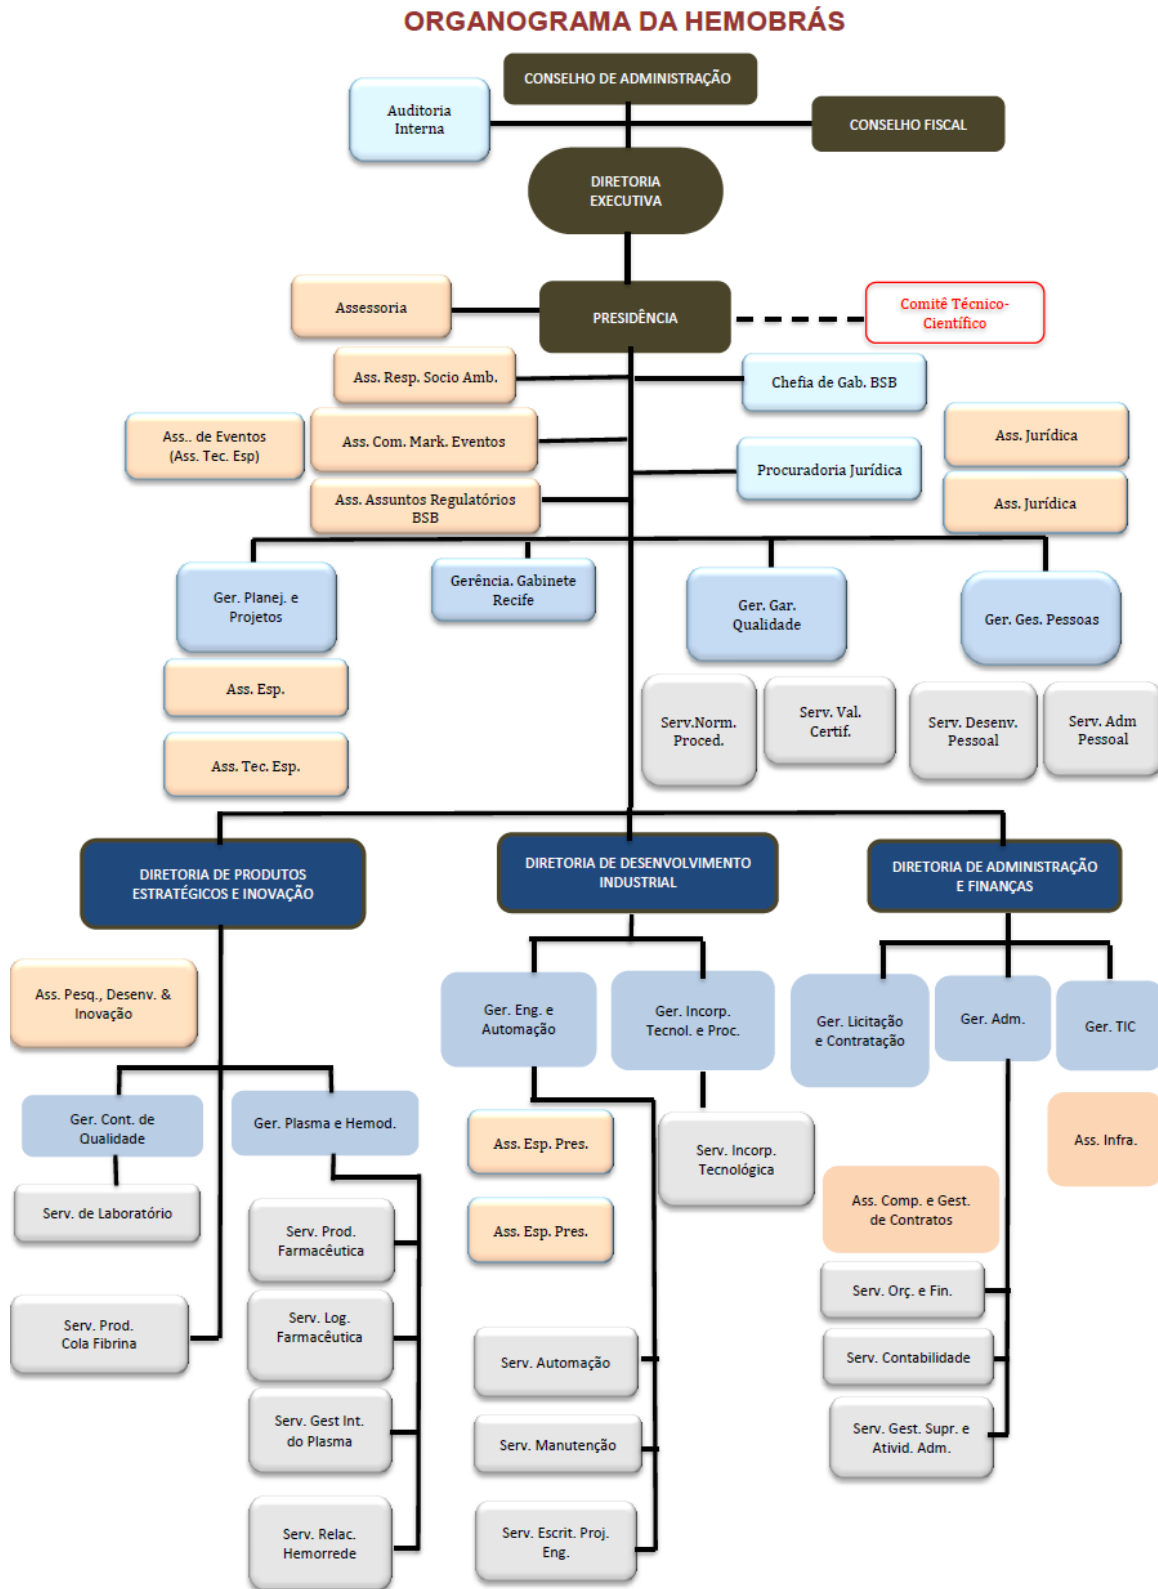 ORGANOGRAMA DA HEMOBRÁS
CONSELHO DE ADMINISTRAÇÃO
Auditoria
Interna
CONSELHO FISCAL
DIRETORIA
EXECUTIVA
Assessoria
PRESIDÊNCIA
Comitê Técnico-
Científico
Ass. Resp. Socio Amb.
Chefia de Gab. BSB
Ass.. de Eventos
(Ass. Tec. Esp)
Ass. Com. Mark. Eventos
Ass. Jurídica
Procuradoria Jurídica
Ass. Assuntos Regulatórios
BSB
Ass. Jurídica
Ger. Planej. e
Projetos
Gerência. Gabinete
Recife
Ger. Gar.
Qualidade
Ger. Ges. Pessoas
Ass. Esp.
Ass. Tec. Esp.
Serv.Norm.
Proced.
Serv. Val.
Certif.
Serv. Desenv.
Pessoal
Serv. Adm
Pessoal
DIRETORIA DE PRODUTOS
ESTRATÉGICOS E INOVAÇÃO
DIRETORIA DE DESENVOLVIMENTO
INDUSTRIAL
DIRETORIA DE ADMINISTRAÇÃO
E FINANÇAS
Ass. Pesq., Desenv. &
Inovação
Ger. Eng. e
Automação
Ger. Incorp.
Tecnol. e Proc.
Ger. Licitação
e Contratação
Ger. Adm.
Ger. TIC
Ger. Cont. de
Qualidade
Ger. Plasma e Hemod.
Ass. Esp. Pres.
Serv. Incorp.
Tecnológica
Ass. Infra.
Serv. de Laboratório
Serv. Prod.
Farmacêutica
Ass. Esp. Pres.
Ass. Comp. e Gest.
de Contratos
Serv. Orç. e Fin.
Serv. Prod.
Cola Fibrina
Serv. Log.
Farmacêutica
Serv. Automação
Serv. Contabilidade
Serv. Gest Int.
do Plasma
Serv. Manutenção
Serv. Gest. Supr. e
Ativid. Adm.
Serv. Relac.
Hemorrede
Serv. Escrit. Proj.
Eng.